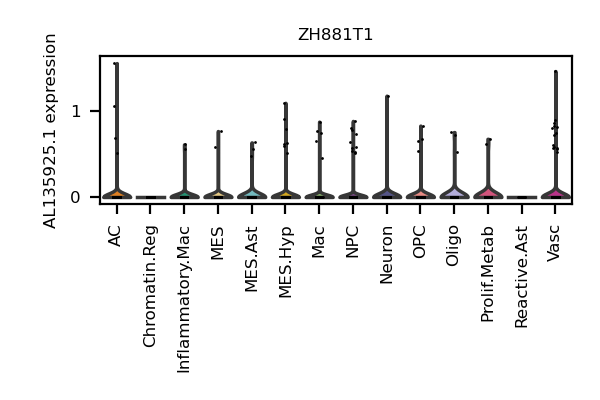 ZH881T1
AL135925.1 expression
1
0
AC
Chromatin.Reg
Inflammatory.Mac
MES
MES.Ast
MES.Hyp
Mac
NPC
Neuron
OPC
Oligo
Prolif.Metab
Reactive.Ast
Vasc